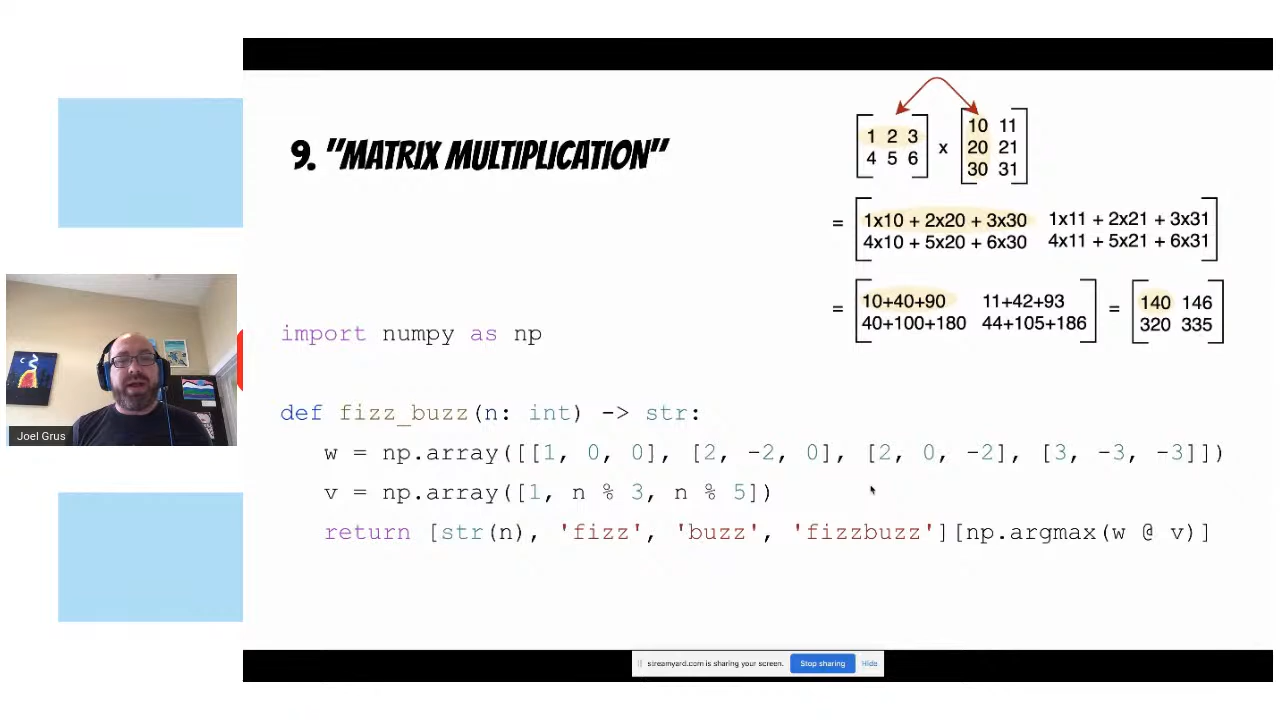 9. "MATRIX MULTIPLICATION"
1 2 3
4 5 6
x
10 11
20 21
30 31
= 1x10 + 2x20 + 3x30 1x11 + 2x21 + 3x31
4x10 + 5x20 + 6x30 4x11 + 5x21 + 6x31
= 10+40+90 11+42+93 = 140 146
40+100+180 44+105+186 320 335
import numpy as np
def fizz_buzz(n: int) -> str:
w = np.array([[1, 0, 0], [2, -2, 0], [2, 0, -2], [3, -3, -3]])
v = np.array([1, n % 3, n % 5])
return [str(n), 'fizz', 'buzz', 'fizzbuzz'][np.argmax(w @ v)]
Joel Grus
streamyard.com is sharing your screen. Stop sharing Hide